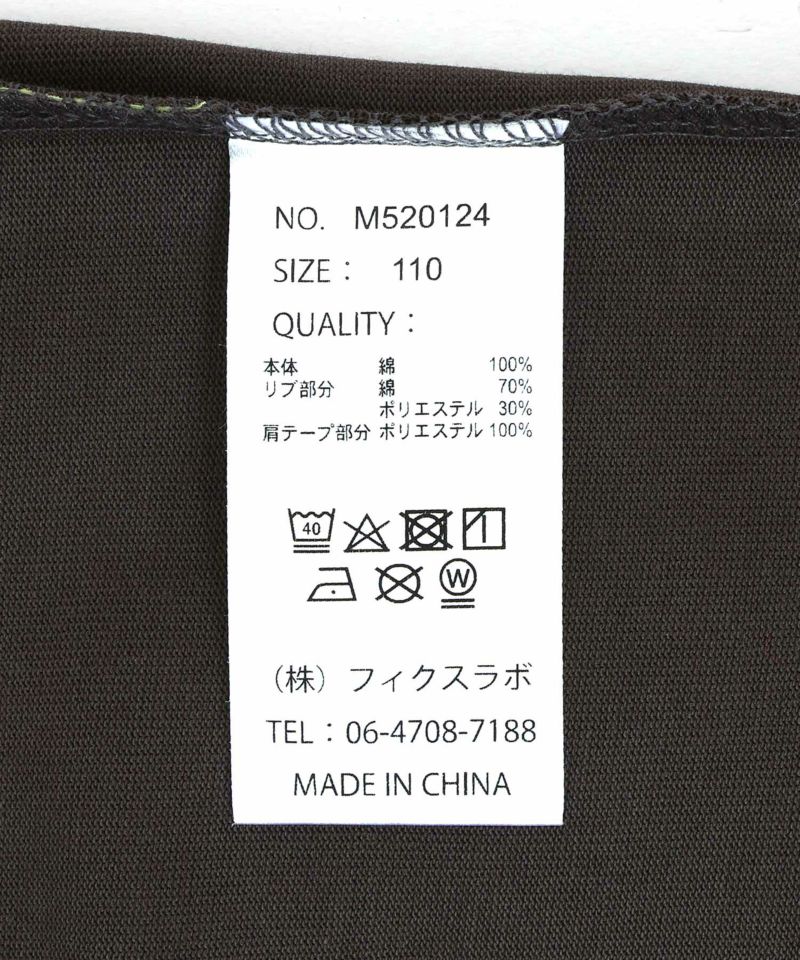 NO. M520124
SIZE： 110
QUALITY：
本体 綿 100%
リブ部分 綿 70%
ポリエステル 30%
肩テープ部分 ポリエステル 100%
40
W
（株）フィクスラボ
TEL：06-4708-7188
MADE IN CHINA